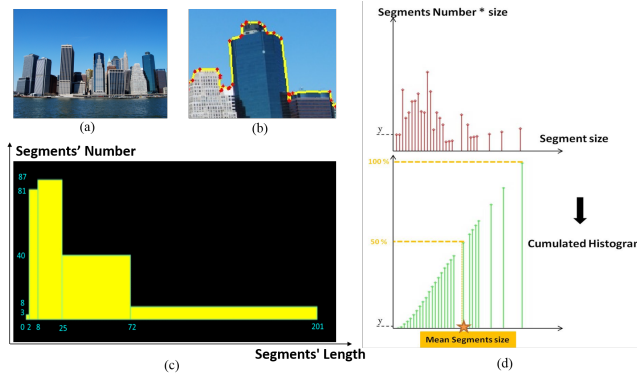 (a)
(b)
Segments' Number
87
81
40
8
3
0 2 8 25 72 201
Segments' Length
(c)
Segments Number * size
y
Segment size
100%
50%
Cumulated Histogram
y
Mean Segments size
(d)